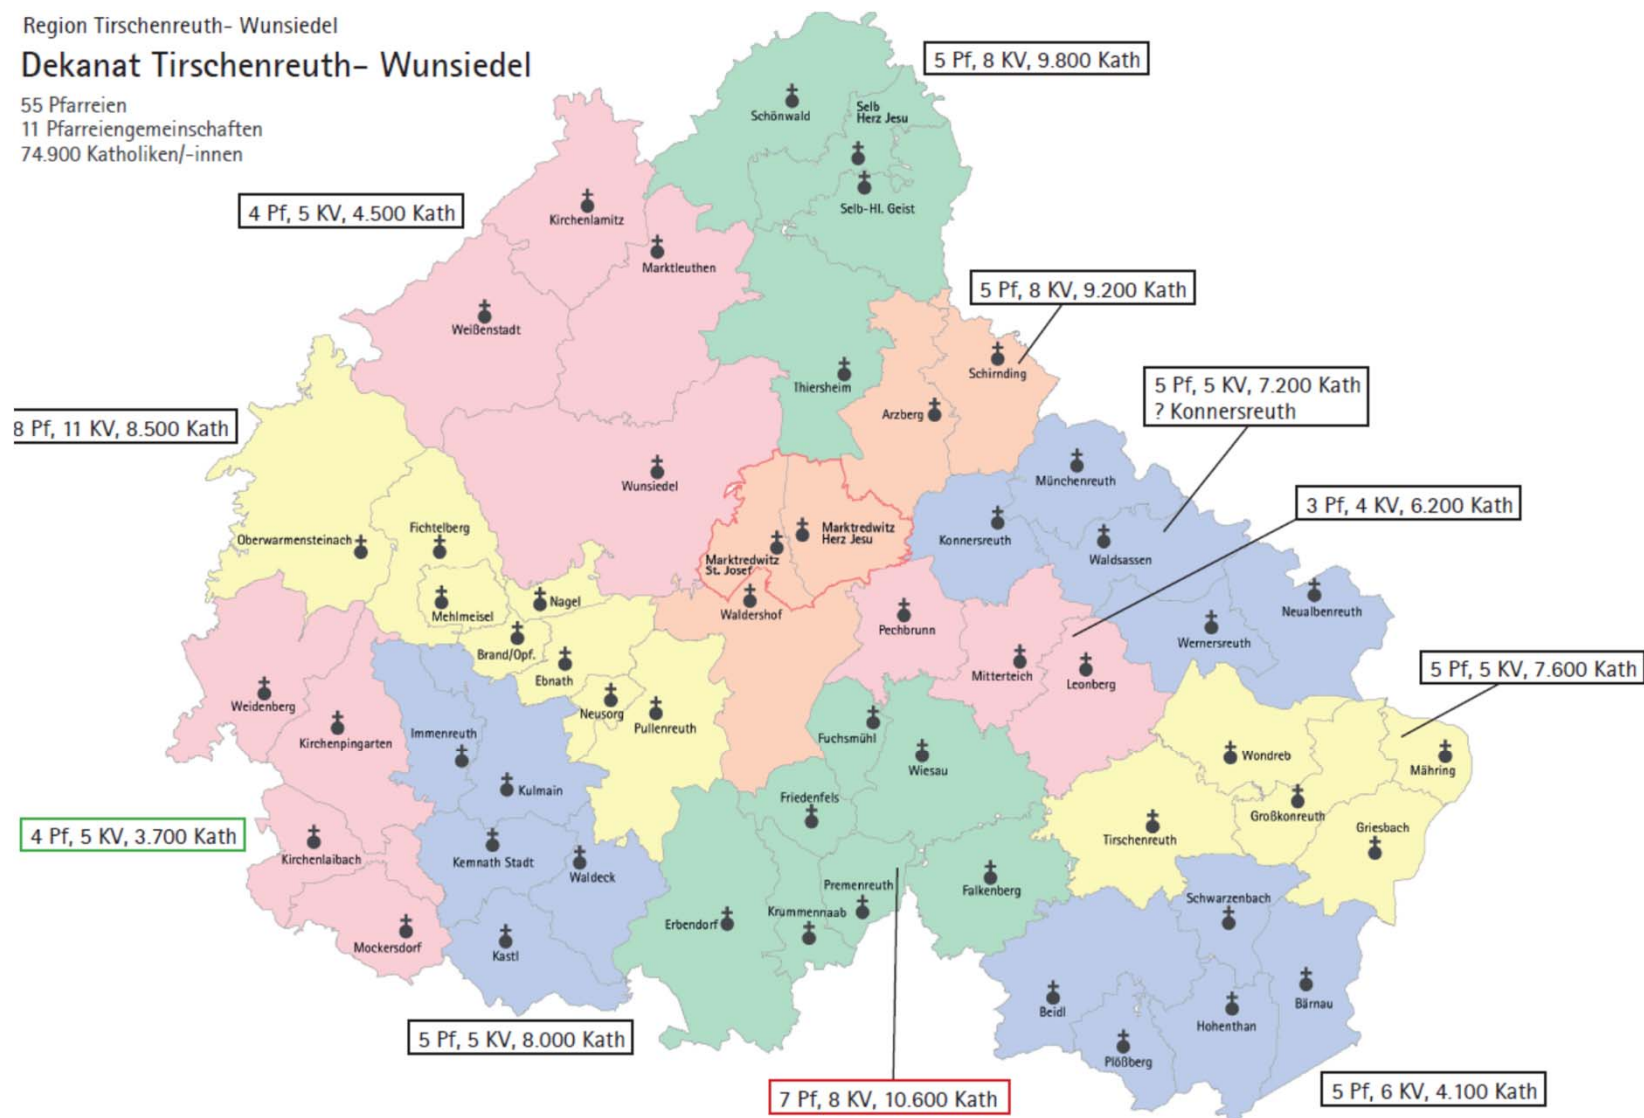 Region Tirschenreuth- Wunsiedel
Dekanat Tirschenreuth- Wunsiedel
55 Pfarreien
11 Pfarreiengemeinschaften
74.900 Katholiken/-innen
5 Pf, 8 KV, 9.800 Kath
Schönwald
Selb
Herz Jesu
Selb-Hl. Geist
4 Pf, 5 KV, 4.500 Kath
Kirchenlamitz
Marktleuthen
Weißenstadt
5 Pf, 8 KV, 9.200 Kath
Schirnding
Thiersheim
Arzberg
5 Pf, 5 KV, 7.200 Kath
? Konnersreuth
8 Pf, 11 KV, 8.500 Kath
Wunsiedel
Münchenreuth
3 Pf, 4 KV, 6.200 Kath
Oberwarmensteinach
Fichtelberg
Marktredwitz
Herz Jesu
Marktredwitz
St. Josef
Konnersreuth
Waldsassen
Mehlmeisel
Nagel
Waldershof
Pechbrunn
Neualbenreuth
Wernersreuth
Brand/Opf.
Ebnath
Mitterteich
Leonberg
5 Pf, 5 KV, 7.600 Kath
Weidenberg
Kirchenpingarten
Neusorg
Pullenreuth
Immenreuth
Fuchsmühl
Wiesau
Wondreb
Mähring
Kulmain
Friedenfels
Großkonreuth
Griesbach
4 Pf, 5 KV, 3.700 Kath
Kirchenlaibach
Kemnath Stadt
Waldeck
Tirschenreuth
Premenreuth
Falkenberg
Schwarzenbach
Mockersdorf
Kastl
Erbendorf
Krummennaab
Beidl
Hohenthan
Bärnau
Plößberg
5 Pf, 5 KV, 8.000 Kath
7 Pf, 8 KV, 10.600 Kath
5 Pf, 6 KV, 4.100 Kath